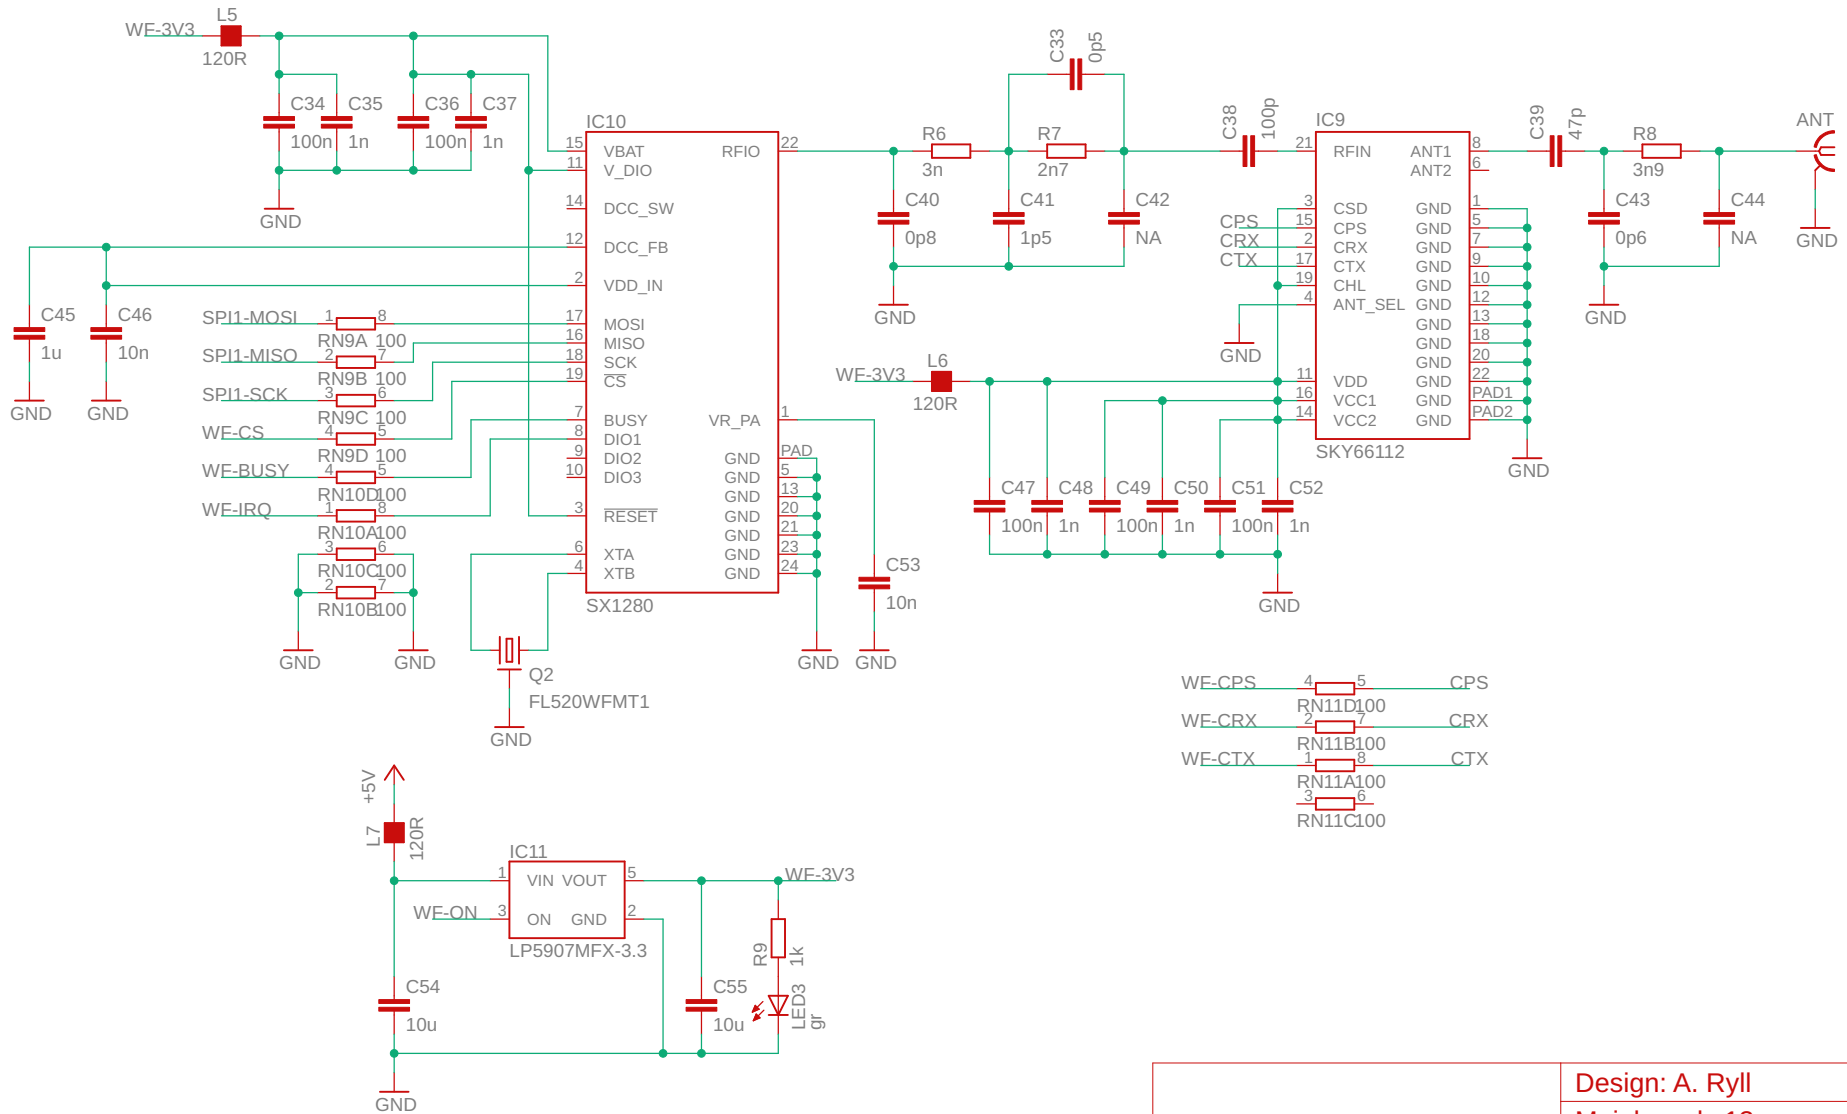 WF-3V3
L5
120R
C34
100n
C35
1n
C36
100n
C37
1n
GND
IC10
15 VBAT
11 V_DIO
14 DCC_SW
12 DCC_FB
2 VDD_IN
17 MOSI
16 MISO
18 SCK
19 CS
7 BUSY
8 DIO1
9 DIO2
10 DIO3
3 RESET
6 XTA
4 XTB
RFIO 22
VR_PA 1
GND PAD
GND 5
GND 13
GND 20
GND 21
GND 23
GND 24
SX1280
C45
1u
GND
C46
10n
GND
SPI1-MOSI 1 8
RN9A 100
SPI1-MISO 2 7
RN9B 100
SPI1-SCK 3 6
RN9C 100
WF-CS 4 5
RN9D 100
WF-BUSY 4 5
RN10D 100
WF-IRQ 1 8
RN10A 100
3 6
RN10C 100
2 7
RN10B 100
GND
GND
Q2
FL520WFMT1
GND
GND
C53
10n
GND
C33
0p5
R6
3n
R7
2n7
C40
0p8
C41
1p5
C42
NA
GND
C38
100p
IC9
21 RFIN
3 CSD
CPS 15 CPS
CRX 2 CRX
CTX 17 CTX
19 CHL
4 ANT_SEL
11 VDD
16 VCC1
14 VCC2
ANT1 8
ANT2 6
GND 1
GND 5
GND 7
GND 9
GND 10
GND 12
GND 13
GND 18
GND 20
GND 22
GND PAD1
GND PAD2
SKY66112
GND
GND
C39
47p
R8
3n9
C43
0p6
C44
NA
GND
ANT
GND
WF-3V3
L6
120R
C47
100n
C48
1n
C49
100n
C50
1n
C51
100n
C52
1n
GND
WF-CPS 4 5 CPS
RN11D 100
WF-CRX 2 7 CRX
RN11B 100
WF-CTX 1 8 CTX
RN11A 100
3 6
RN11C 100
+5V
L7
120R
IC11
1 VIN VOUT 5
WF-ON 3 ON GND 2
LP5907MFX-3.3
WF-3V3
R9
1k
C54
10u
C55
10u
LED3
gr
GND
Design: A. Ryll